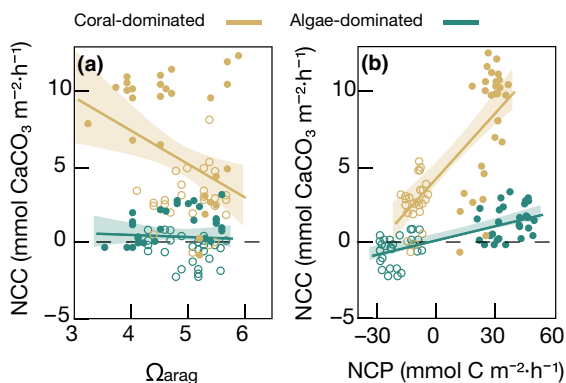 Coral-dominated Algae-dominated
(a) (b)
NCC (mmol CaCO₃ m⁻²·h⁻¹)
10
5
0
−5
3 4 5 6
Ωarag
NCC (mmol CaCO₃ m⁻²·h⁻¹)
10
5
0
−5
−30 0 30 60
NCP (mmol C m⁻²·h⁻¹)